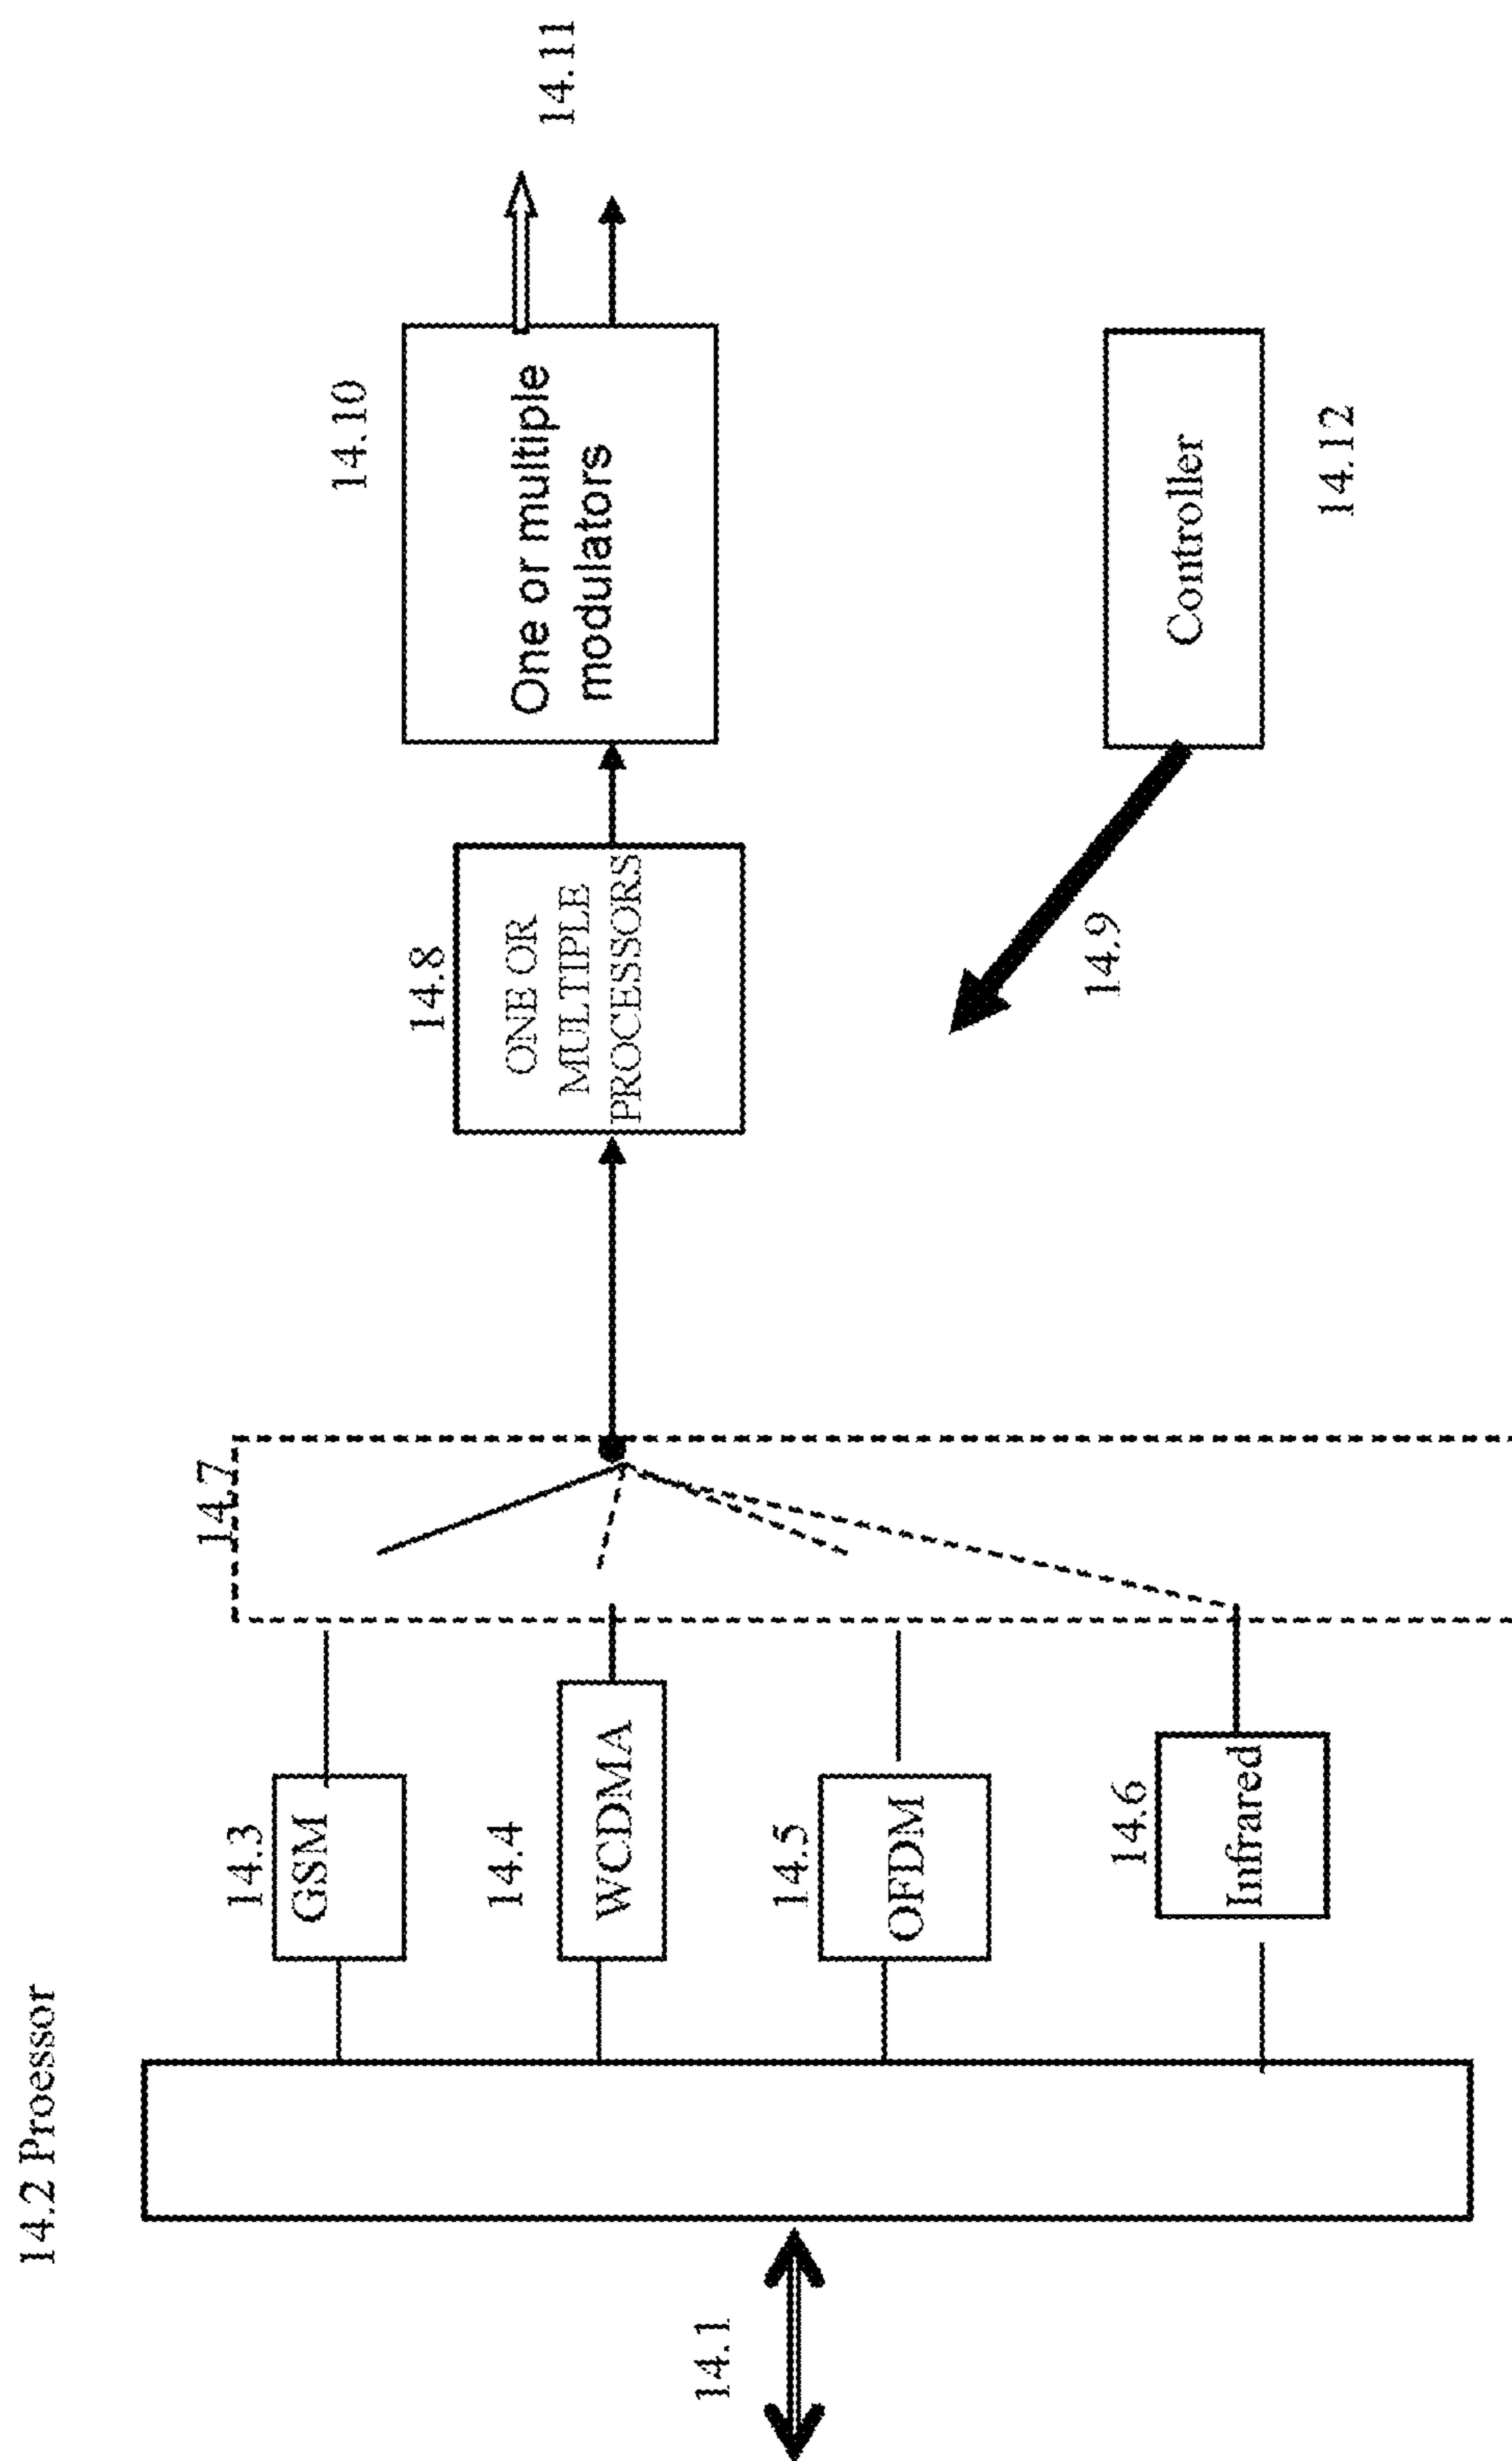 14.2 Proessor
14.1
14.3
GSM
14.4
WCDMA
14.5
OFDM
14.6
Infrared
14.7
14.8
ONE OR
MULTIPLE
PROCESSORS
14.9
14.10
One or multiple
modulators
14.11
Controller
14.12